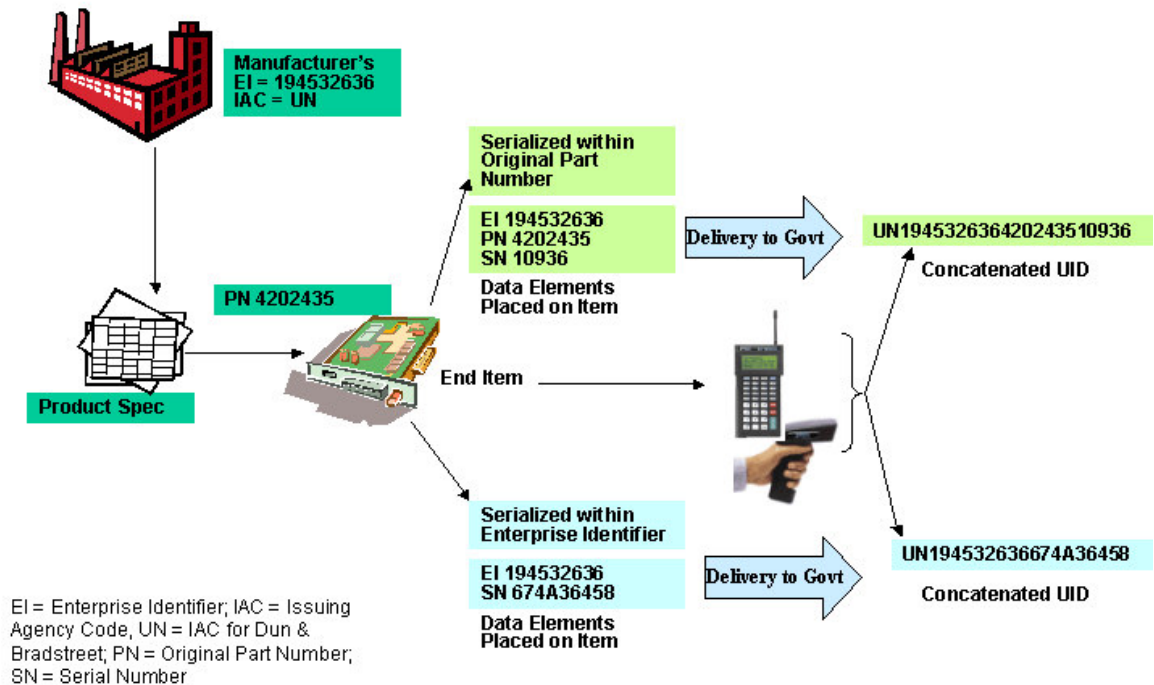 Manufacturer's
EI = 194532636
IAC = UN
Serialized within
Original Part
Number
EI 194532636
PN 4202435
SN 10936
Data Elements
Placed on Item
Delivery to Govt
UN194532636420243510936
Concatenated UID
PN 4202435
Product Spec
End Item
Serialized within
Enterprise Identifier
EI 194532636
SN 674A36458
Data Elements
Placed on Item
Delivery to Govt
UN194532636674A36458
Concatenated UID
EI = Enterprise Identifier; IAC = Issuing
Agency Code, UN = IAC for Dun &
Bradstreet; PN = Original Part Number;
SN = Serial Number